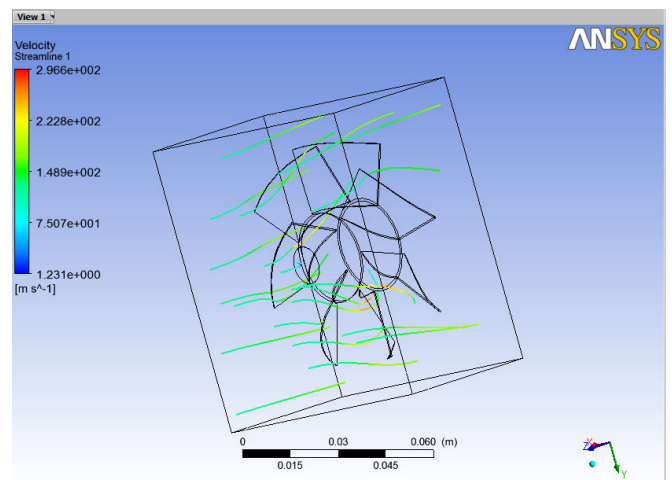 View 1
ANSYS
Velocity
Streamline 1
2.966e+002
2.228e+002
1.489e+002
7.507e+001
1.231e+000
[m s^-1]
0 0.03 0.060 (m)
0.015 0.045
Z X
Y